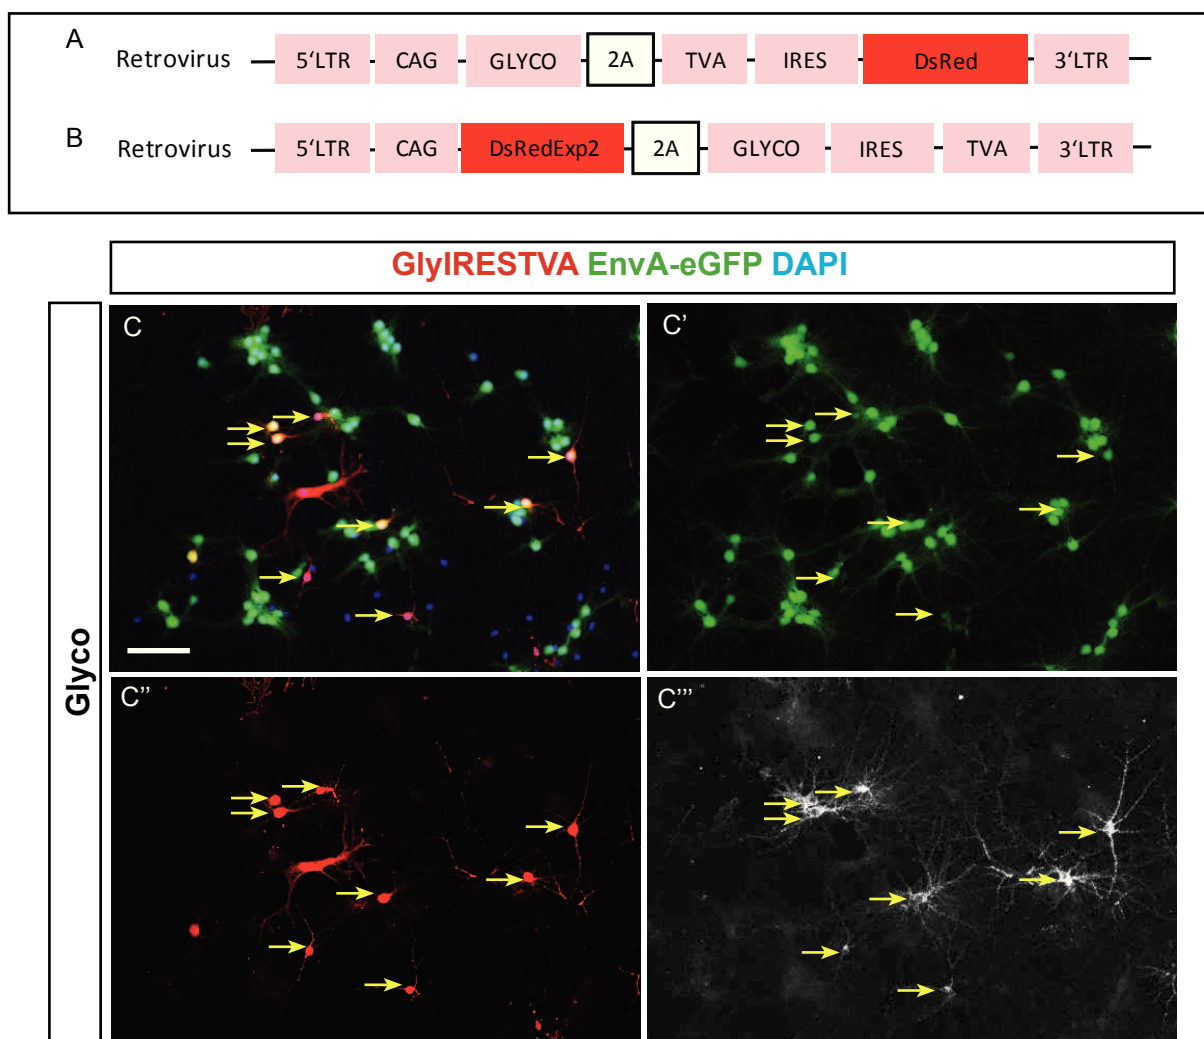 A
Retrovirus 5‘LTR CAG GLYCO 2A TVA IRES DsRed 3‘LTR
B
Retrovirus 5‘LTR CAG DsRedExp2 2A GLYCO IRES TVA 3‘LTR
GlyIRESTVA EnvA-eGFP DAPI
Glyco
C
C’
C’’
C’’’